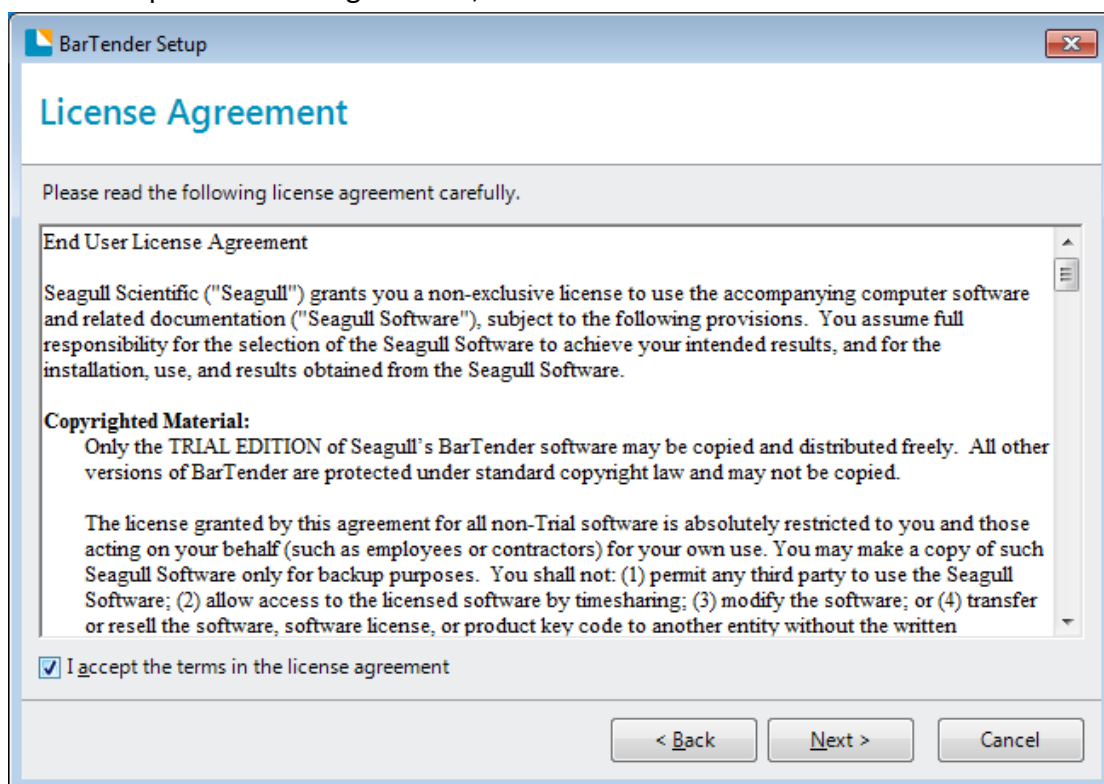 BarTender Setup
License Agreement
Please read the following license agreement carefully.
End User License Agreement
Seagull Scientific ("Seagull") grants you a non-exclusive license to use the accompanying computer software
and related documentation ("Seagull Software"), subject to the following provisions.  You assume full
responsibility for the selection of the Seagull Software to achieve your intended results, and for the
installation, use, and results obtained from the Seagull Software.
Copyrighted Material:
Only the TRIAL EDITION of Seagull's BarTender software may be copied and distributed freely.  All other
versions of BarTender are protected under standard copyright law and may not be copied.
The license granted by this agreement for all non-Trial software is absolutely restricted to you and those
acting on your behalf (such as employees or contractors) for your own use. You may make a copy of such
Seagull Software only for backup purposes.  You shall not: (1) permit any third party to use the Seagull
Software; (2) allow access to the licensed software by timesharing; (3) modify the software; or (4) transfer
or resell the software, software license, or product key code to another entity without the written
I accept the terms in the license agreement
< Back
Next >
Cancel